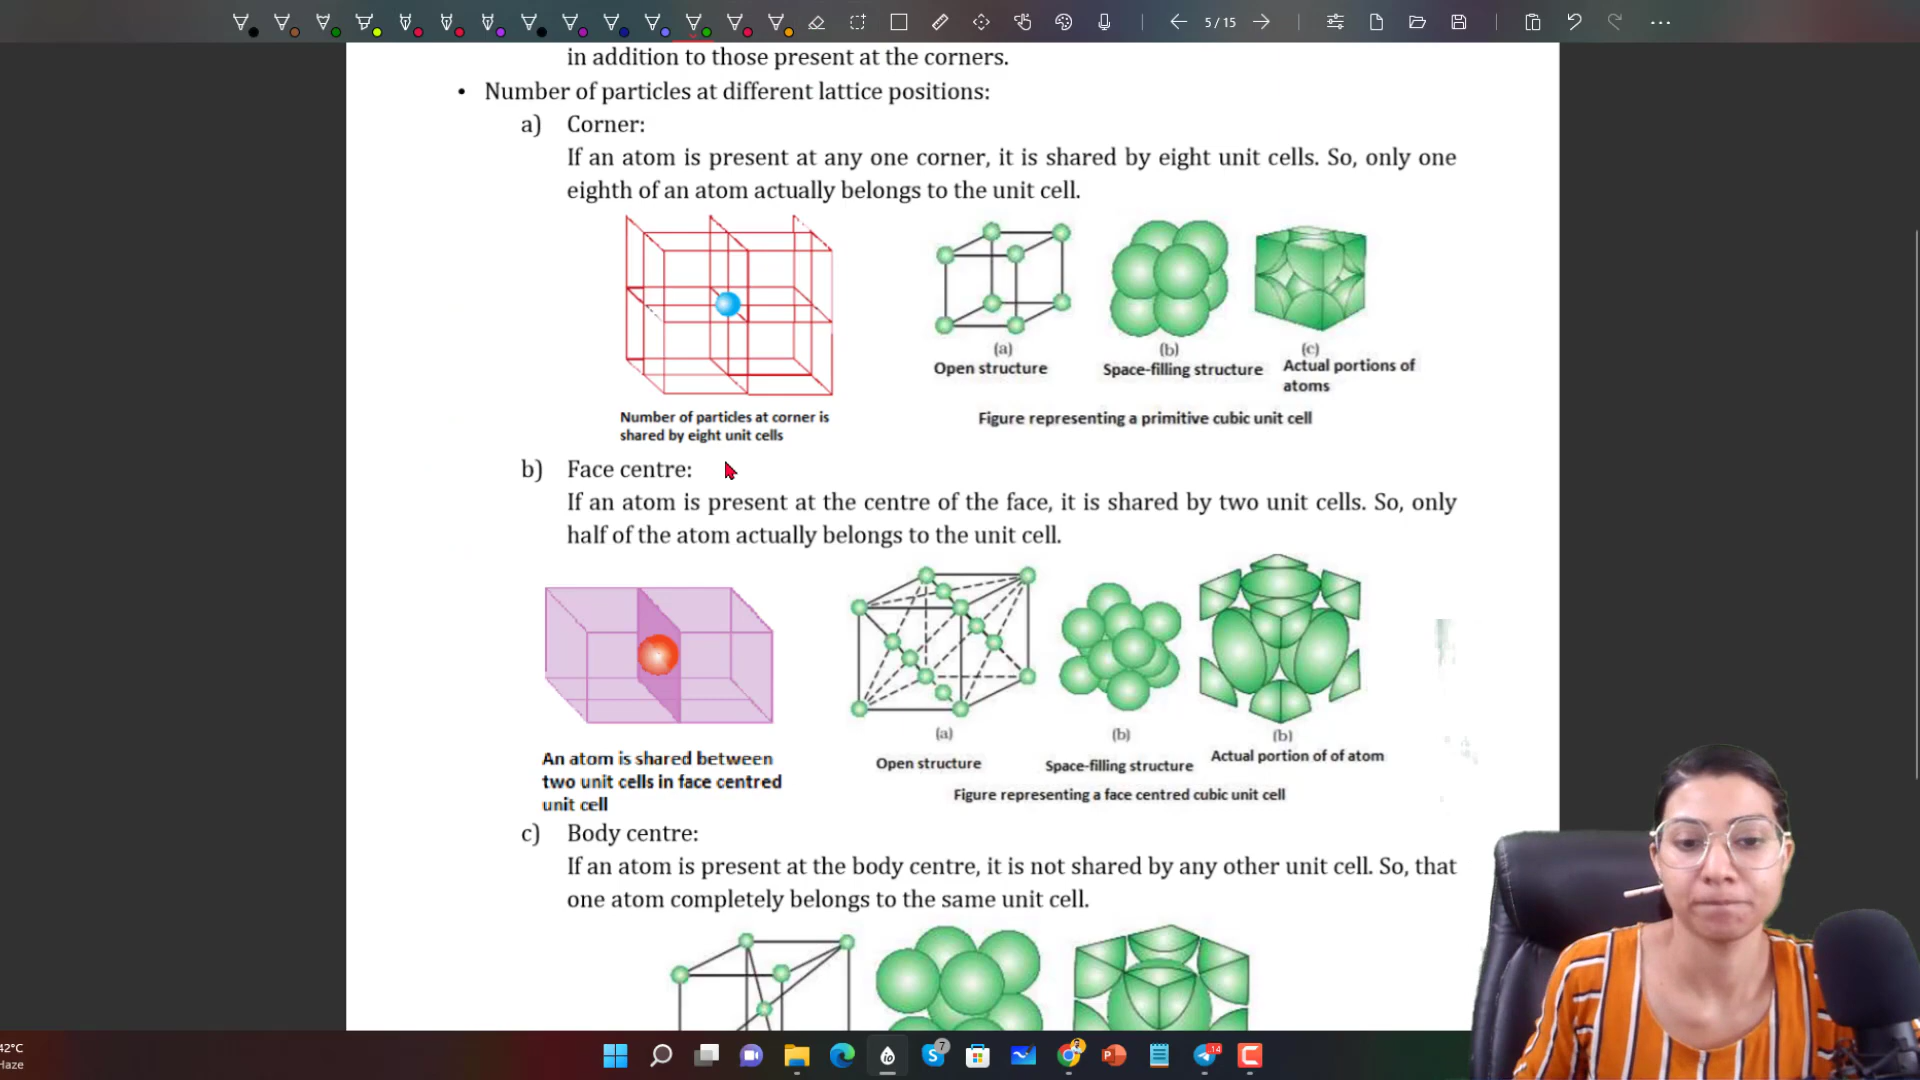 5 / 15
in addition to those present at the corners.
• Number of particles at different lattice positions:
a) Corner:
If an atom is present at any one corner, it is shared by eight unit cells. So, only one
eighth of an atom actually belongs to the unit cell.
(a)
(b)
(c)
Open structure
Space-filling structure
Actual portions of
atoms
Number of particles at corner is
shared by eight unit cells
Figure representing a primitive cubic unit cell
b) Face centre:
If an atom is present at the centre of the face, it is shared by two unit cells. So, only
half of the atom actually belongs to the unit cell.
(a)
(b)
(b)
Open structure
Space-filling structure
Actual portion of of atom
An atom is shared between
two unit cells in face centred
unit cell
Figure representing a face centred cubic unit cell
c) Body centre:
If an atom is present at the body centre, it is not shared by any other unit cell. So, that
one atom completely belongs to the same unit cell.
42°C
Haze
7
14